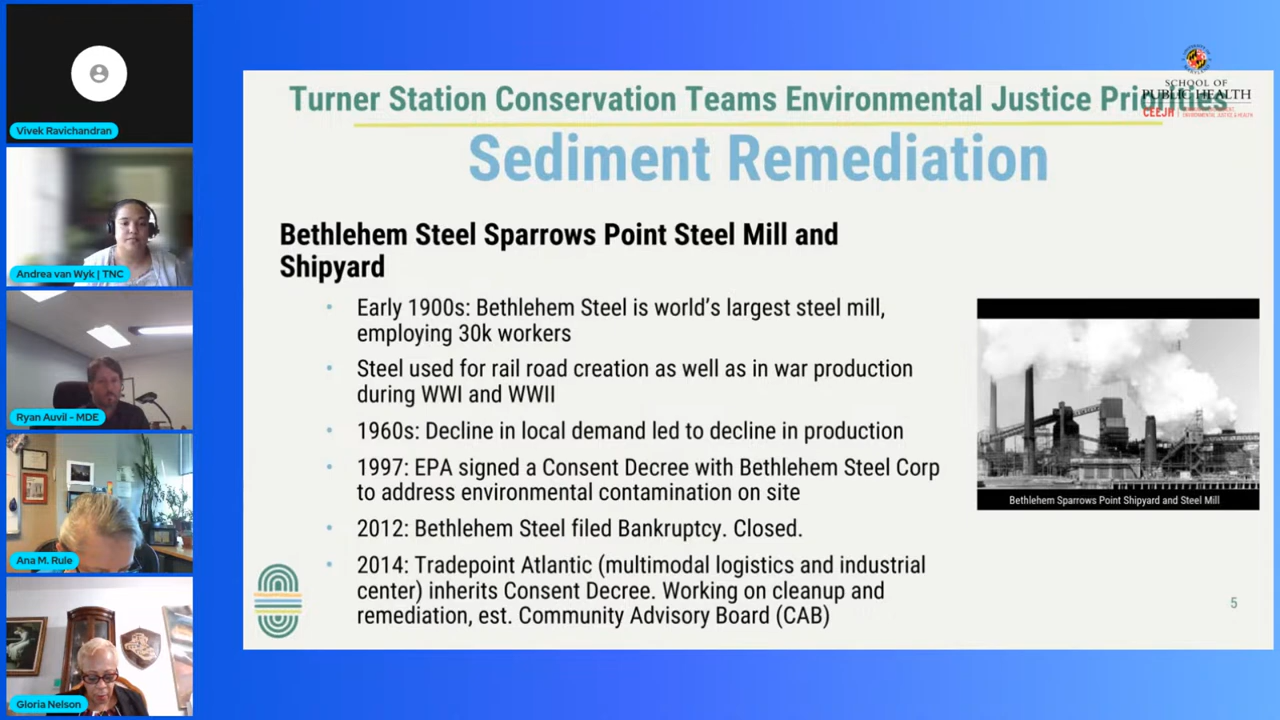 Vivek Ravichandran
Andrea van Wyk | TNC
Ryan Auvil - MDE
Ana M. Rule
Gloria Nelson
Turner Station Conservation Teams Environmental Justice Priorities
SCHOOL OF
PUBLIC HEALTH
CEEJH
Sediment Remediation
Bethlehem Steel Sparrows Point Steel Mill and
Shipyard
• Early 1900s: Bethlehem Steel is world's largest steel mill,
employing 30k workers
• Steel used for rail road creation as well as in war production
during WWI and WWII
• 1960s: Decline in local demand led to decline in production
• 1997: EPA signed a Consent Decree with Bethlehem Steel Corp
to address environmental contamination on site
• 2012: Bethlehem Steel filed Bankruptcy. Closed.
• 2014: Tradepoint Atlantic (multimodal logistics and industrial
center) inherits Consent Decree. Working on cleanup and
remediation, est. Community Advisory Board (CAB)
Bethlehem Sparrows Point Shipyard and Steel Mill
5